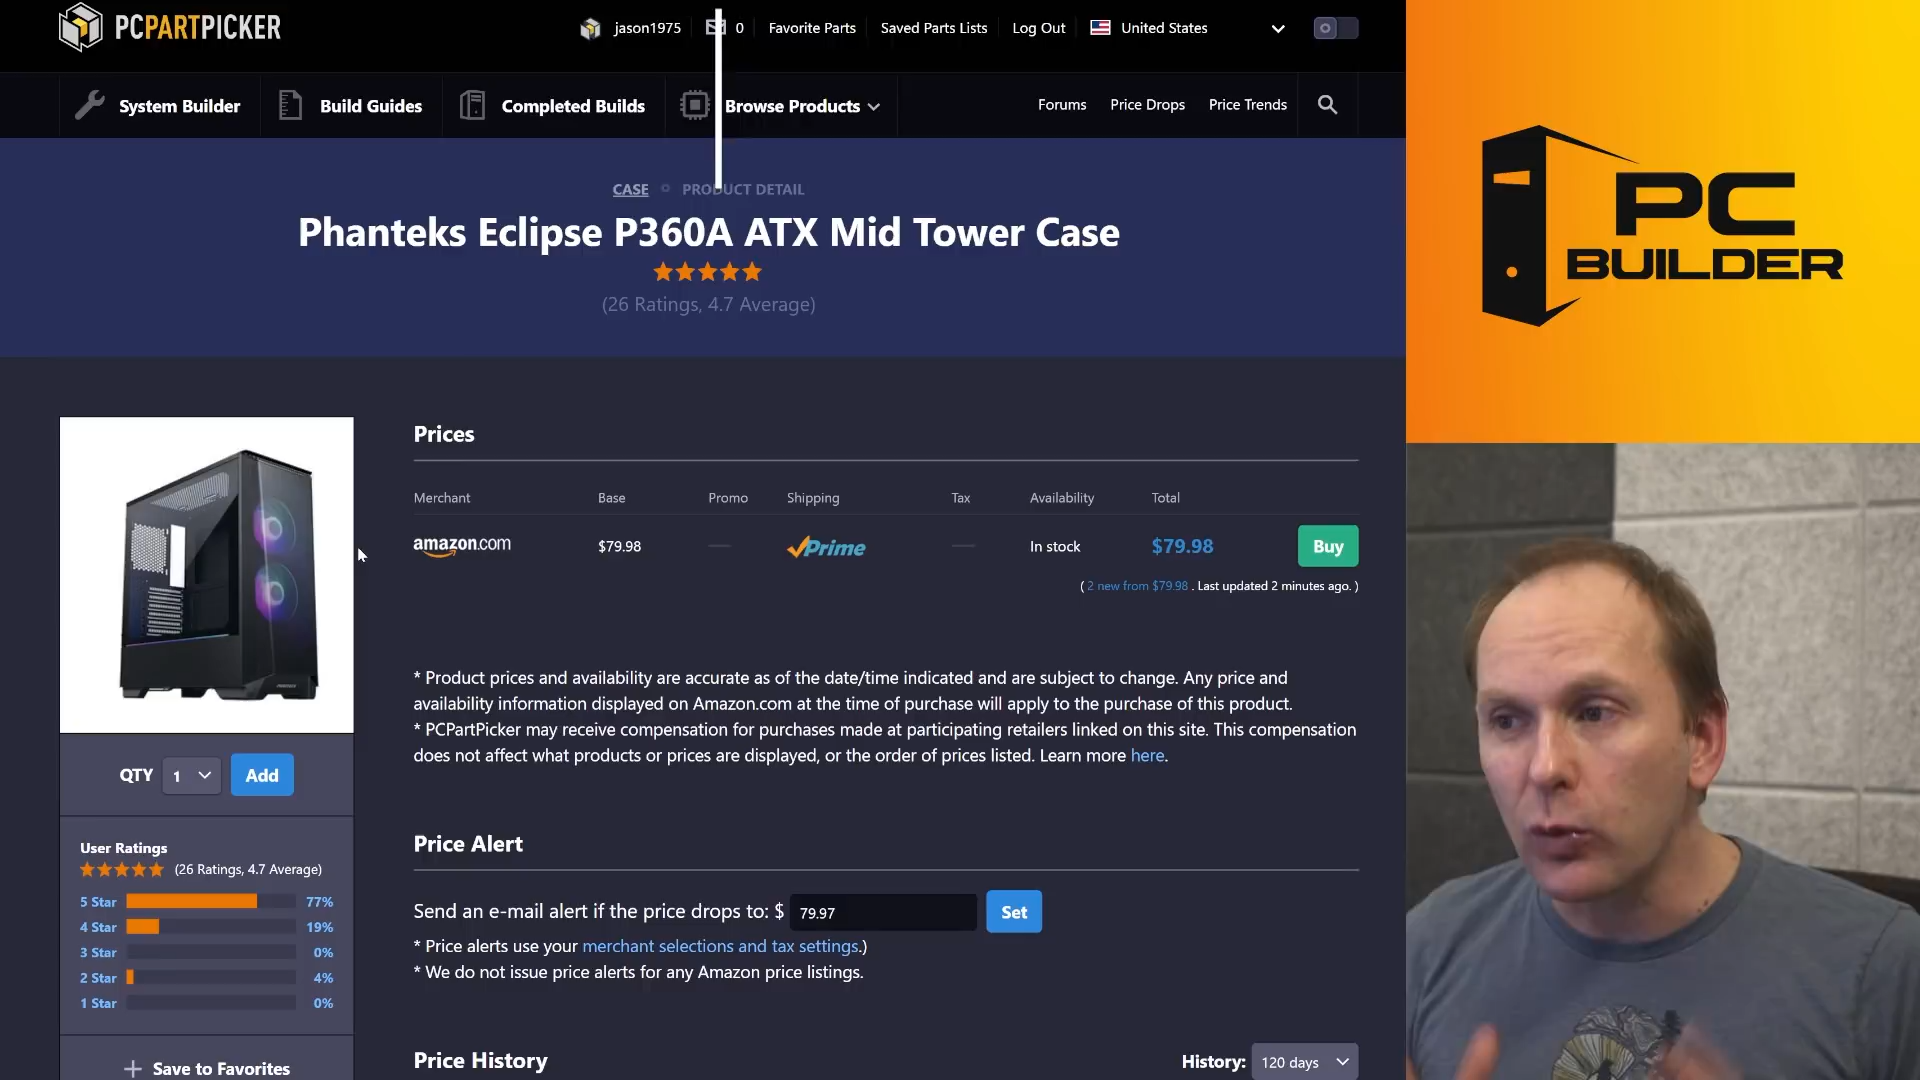 PCPARTPICKER
jason1975
0
Favorite Parts
Saved Parts Lists
Log Out
United States
System Builder
Build Guides
Completed Builds
Browse Products
Forums
Price Drops
Price Trends
CASE
PRODUCT DETAIL
Phanteks Eclipse P360A ATX Mid Tower Case
(26 Ratings, 4.7 Average)
PC
BUILDER
Prices
Merchant Base Promo Shipping Tax Availability Total
amazon.com $79.98 — Prime — In stock $79.98 Buy
( 2 new from $79.98 . Last updated 2 minutes ago. )
* Product prices and availability are accurate as of the date/time indicated and are subject to change. Any price and
availability information displayed on Amazon.com at the time of purchase will apply to the purchase of this product.
* PCPartPicker may receive compensation for purchases made at participating retailers linked on this site. This compensation
does not affect what products or prices are displayed, or the order of prices listed. Learn more here.
QTY 1 Add
User Ratings
(26 Ratings, 4.7 Average)
5 Star 77%
4 Star 19%
3 Star 0%
2 Star 4%
1 Star 0%
+ Save to Favorites
Price Alert
Send an e-mail alert if the price drops to: $ 79.97 Set
* Price alerts use your merchant selections and tax settings.)
* We do not issue price alerts for any Amazon price listings.
Price History
History: 120 days